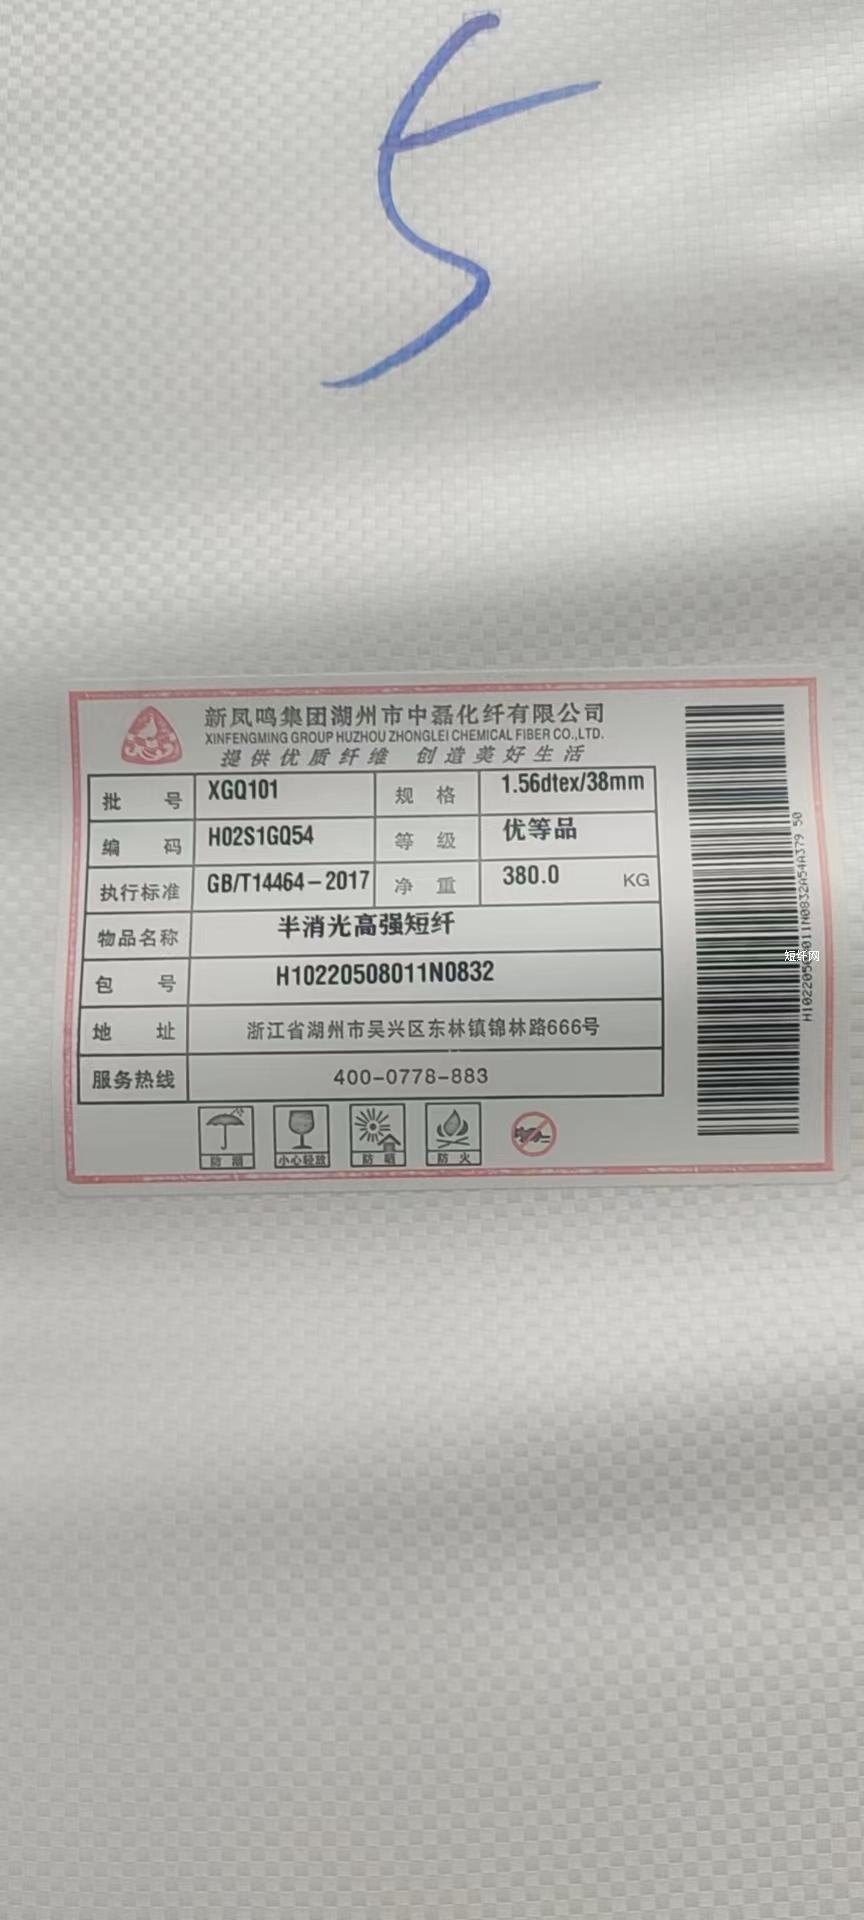 5
新凤鸣集团湖州市中磊化纤有限公司
XINFENGMING GROUP HUZHOU ZHONGLEI CHEMICAL FIBER CO.,LTD.
提供优质纤维 创造美好生活
批号 XGQ101 规格 1.56dtex/38mm
编码 H02S1GQ54 等级 优等品
执行标准 GB/T14464-2017 净重 380.0 KG
物品名称 半消光高强短纤
包号 H10220508011N0832
地址 浙江省湖州市吴兴区东林镇锦林路666号
服务热线 400-0778-883
防潮 小心轻放 防晒 防火
短纤网